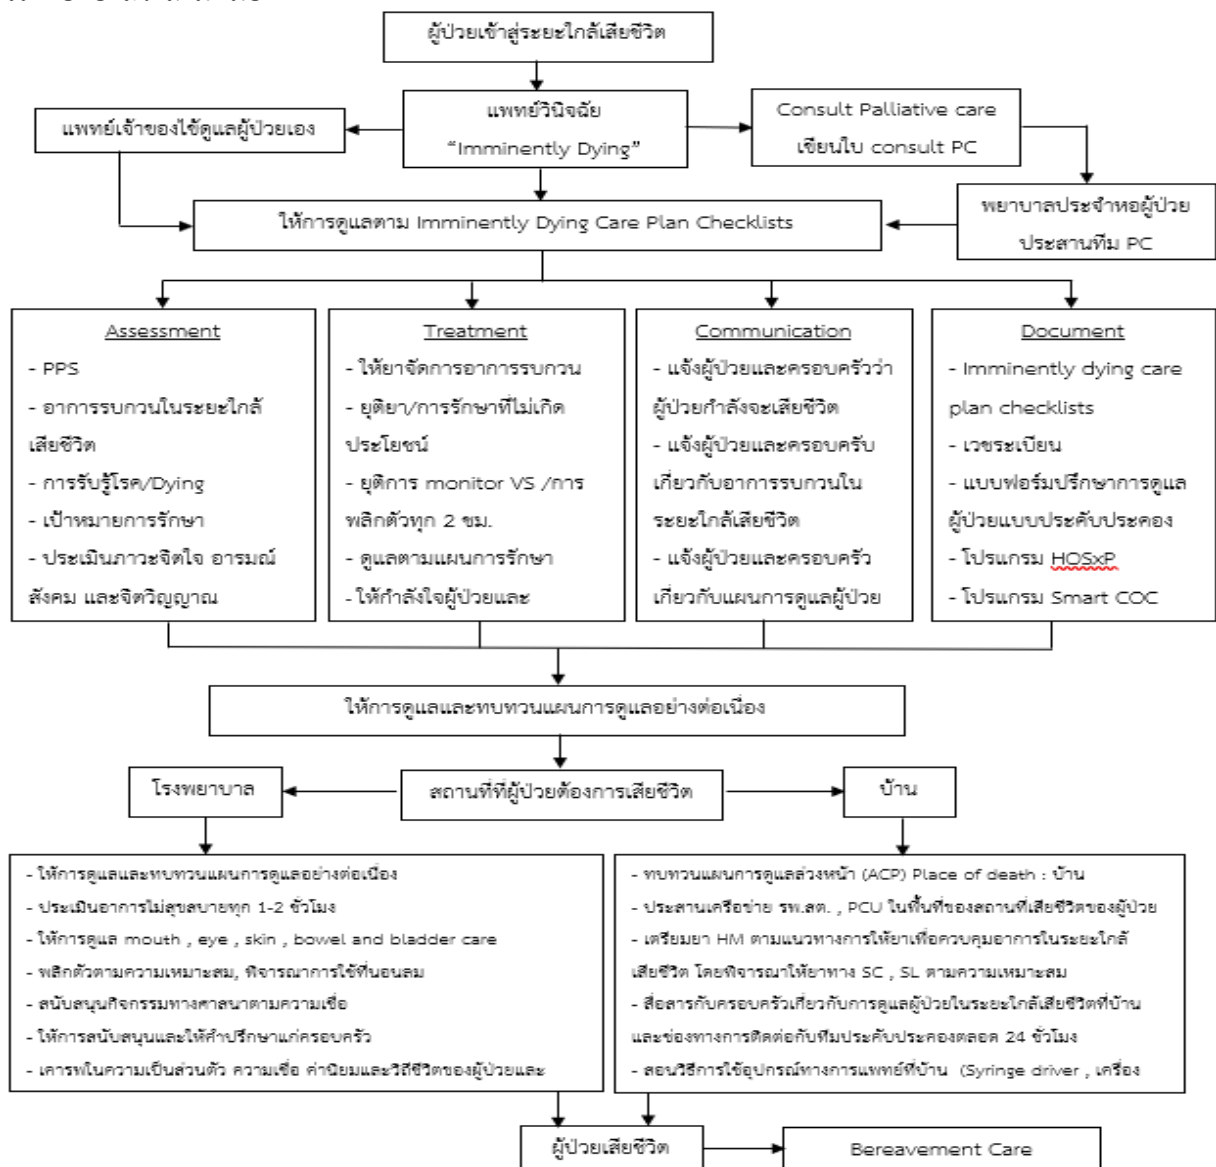 ผู้ป่วยเข้าสู่ระยะใกล้เสียชีวิต
แพทย์วินิจฉัย
“Imminently Dying”
แพทย์เจ้าของไข้ดูแลผู้ป่วยเอง
Consult Palliative care
เขียนใบ consult PC
พยาบาลประจำหอผู้ป่วย
ประสานทีม PC
ให้การดูแลตาม Imminently Dying Care Plan Checklists
Assessment
- PPS
- อาการรบกวนในระยะใกล้
เสียชีวิต
- การรับรู้โรค/Dying
- เป้าหมายการรักษา
- ประเมินภาวะจิตใจ อารมณ์
สังคม และจิตวิญญาณ
Treatment
- ให้ยาจัดการอาการรบกวน
- ยุติยา/การรักษาที่ไม่เกิด
ประโยชน์
- ยุติการ monitor VS /การ
พลิกตัวทุก 2 ชม.
- ดูแลตามแผนการรักษา
- ให้กำลังใจผู้ป่วยและ
Communication
- แจ้งผู้ป่วยและครอบครัวว่า
ผู้ป่วยกำลังจะเสียชีวิต
- แจ้งผู้ป่วยและครอบครับ
เกี่ยวกับอาการรบกวนใน
ระยะใกล้เสียชีวิต
- แจ้งผู้ป่วยและครอบครัว
เกี่ยวกับแผนการดูแลผู้ป่วย
Document
- Imminently dying care
plan checklists
- เวชระเบียน
- แบบฟอร์มปรึกษาการดูแล
ผู้ป่วยแบบประคับประคอง
- โปรแกรม HOSxP
- โปรแกรม Smart COC
ให้การดูแลและทบทวนแผนการดูแลอย่างต่อเนื่อง
โรงพยาบาล
สถานที่ที่ผู้ป่วยต้องการเสียชีวิต
บ้าน
- ให้การดูแลและทบทวนแผนการดูแลอย่างต่อเนื่อง
- ประเมินอาการไม่สุขสบายทุก 1-2 ชั่วโมง
- ให้การดูแล mouth , eye , skin , bowel and bladder care
- พลิกตัวตามความเหมาะสม, พิจารณาการใช้ที่นอนลม
- สนับสนุนกิจกรรมทางศาสนาตามความเชื่อ
- ให้การสนับสนุนและให้คำปรึกษาแก่ครอบครัว
- เคารพในความเป็นส่วนตัว ความเชื่อ ค่านิยมและวิถีชีวิตของผู้ป่วยและ
- ทบทวนแผนการดูแลล่วงหน้า (ACP) Place of death : บ้าน
- ประสานเครือข่าย รพ.สต. , PCU ในพื้นที่ของสถานที่เสียชีวิตของผู้ป่วย
- เตรียมยา HM ตามแนวทางการให้ยาเพื่อควบคุมอาการในระยะใกล้
เสียชีวิต โดยพิจารณาให้ยาทาง SC , SL ตามความเหมาะสม
- สื่อสารกับครอบครัวเกี่ยวกับการดูแลผู้ป่วยในระยะใกล้เสียชีวิตที่บ้าน
และช่องทางการติดต่อกับทีมประคับประคองตลอด 24 ชั่วโมง
- สอนวิธีการใช้อุปกรณ์ทางการแพทย์ที่บ้าน (Syringe driver , เครื่อง
ผู้ป่วยเสียชีวิต
Bereavement Care